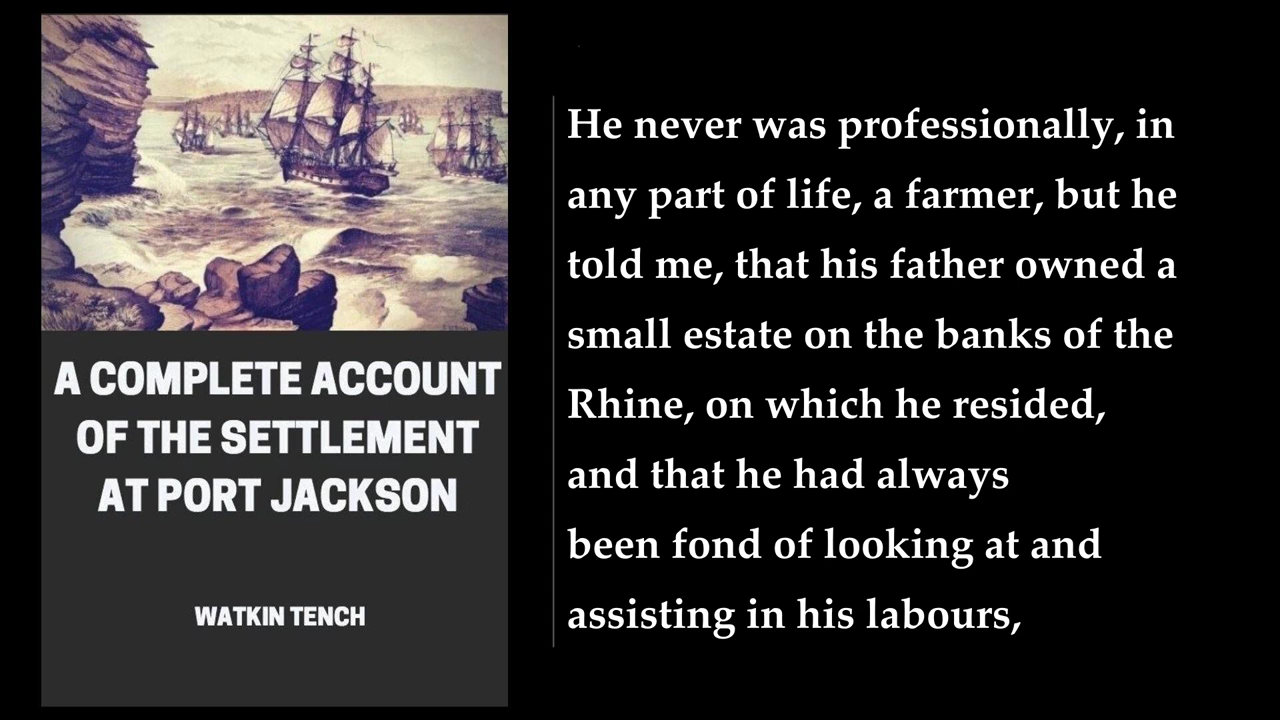 A COMPLETE ACCOUNT
OF THE SETTLEMENT
AT PORT JACKSON
WATKIN TENCH
He never was professionally, in
any part of life, a farmer, but he
told me, that his father owned a
small estate on the banks of the
Rhine, on which he resided,
and that he had always
been fond of looking at and
assisting in his labours,